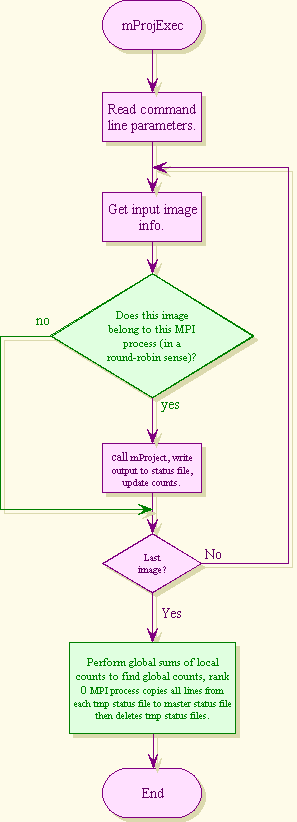 mProjExec
Read command
line parameters.
Get input image
info.
Does this image
belong to this MPI
process (in a
round-robin sense)?
no
yes
call mProject, write
output to status file,
update counts.
Last
image?
No
Yes
Perform global sums of local
counts to find global counts, rank
0 MPI process copies all lines from
each tmp status file to master status file
then deletes tmp status files.
End